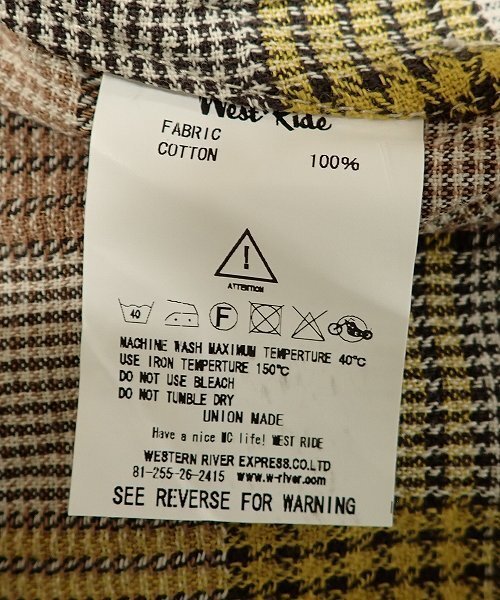 West Ride
FABRIC
COTTON 100%
!
ATTENTION
40 F
MACHINE WASH MAXIMUM TEMPERTURE 40℃
USE IRON TEMPERTURE 150℃
DO NOT USE BLEACH
DO NOT TUMBLE DRY
UNION MADE
Have a nice MC life! WEST RIDE
WESTERN RIVER EXPRESS.CO.LTD
81-255-26-2415 www.w-river.com
SEE REVERSE FOR WARNING